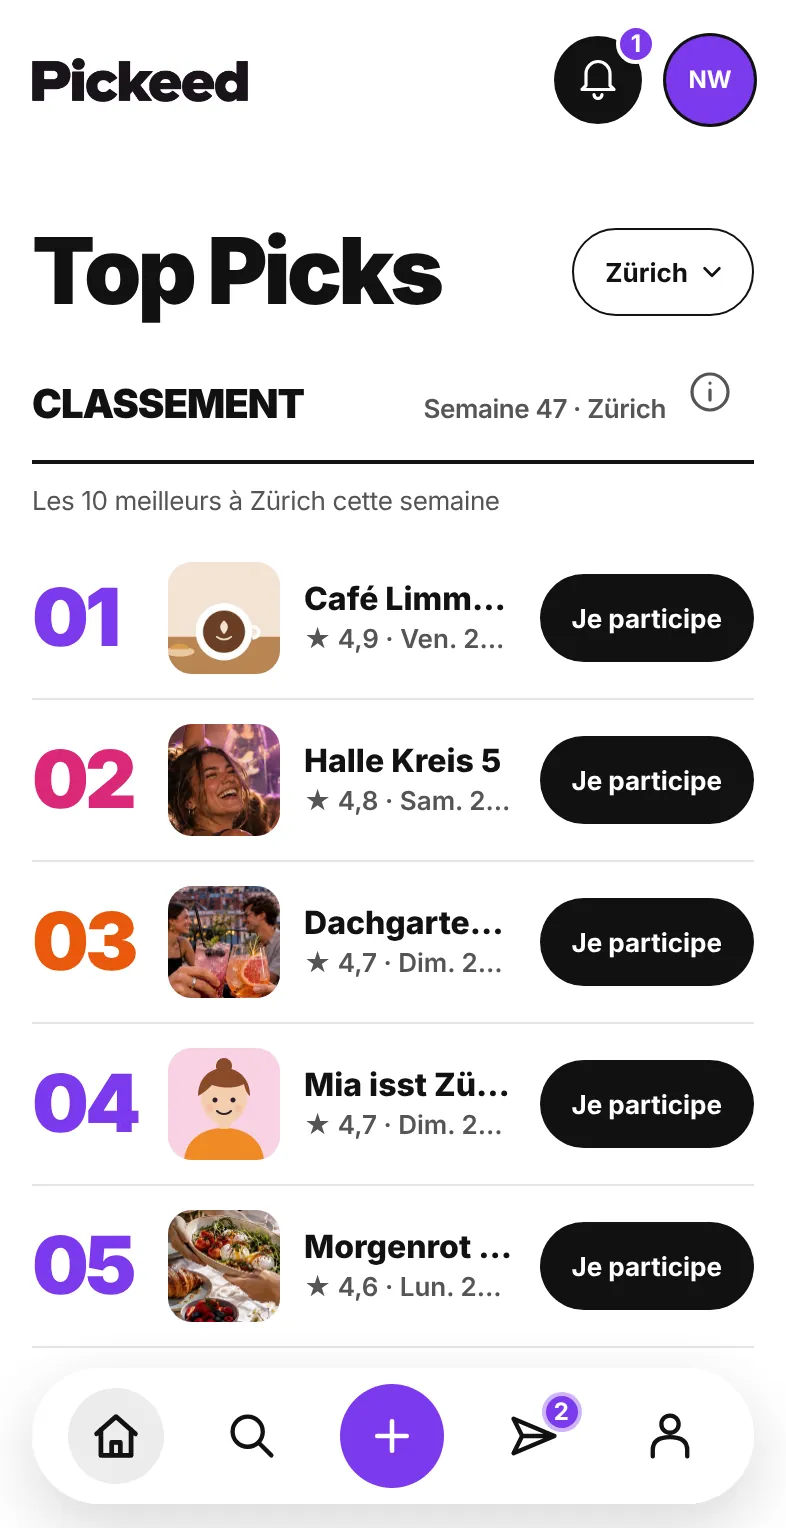 Pickeed
1
NW
Top Picks
Zürich
CLASSEMENT
Semaine 47 · Zürich
Les 10 meilleurs à Zürich cette semaine
01
Café Limm...
★ 4,9 · Ven. 2...
Je participe
02
Halle Kreis 5
★ 4,8 · Sam. 2...
Je participe
03
Dachgarte...
★ 4,7 · Dim. 2...
Je participe
04
Mia isst Zü...
★ 4,7 · Dim. 2...
Je participe
05
Morgenrot ...
★ 4,6 · Lun. 2...
Je participe
2